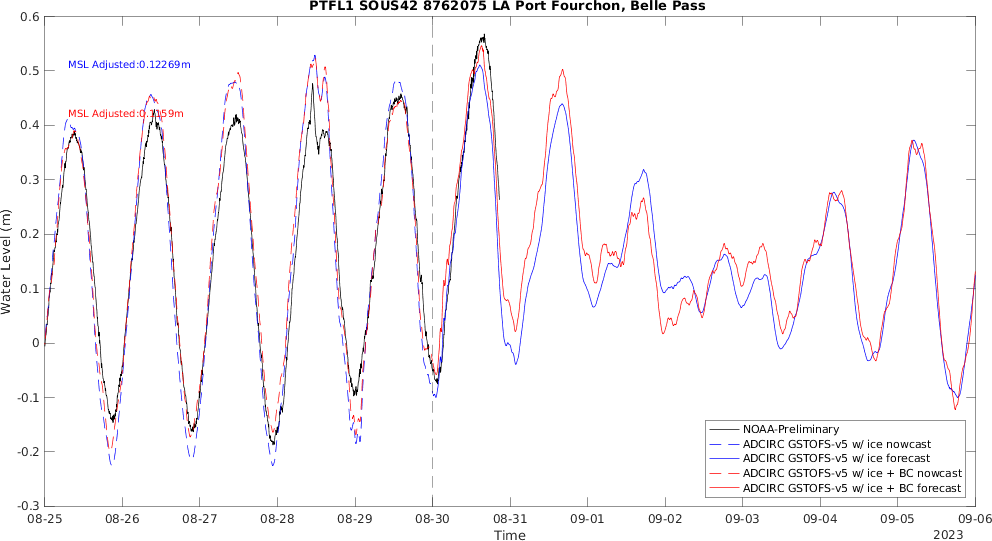 PTFL1 SOUS42 8762075 LA Port Fourchon, Belle Pass
MSL Adjusted:0.12269m
MSL Adjusted:0.1159m
Water Level (m)
0.6
0.5
0.4
0.3
0.2
0.1
0
-0.1
-0.2
-0.3
NOAA-Preliminary
ADCIRC GSTOFS-v5 w/ ice nowcast
ADCIRC GSTOFS-v5 w/ ice forecast
ADCIRC GSTOFS-v5 w/ ice + BC nowcast
ADCIRC GSTOFS-v5 w/ ice + BC forecast
08-25 08-26 08-27 08-28 08-29 08-30 08-31 09-01 09-02 09-03 09-04 09-05 09-06
Time
2023